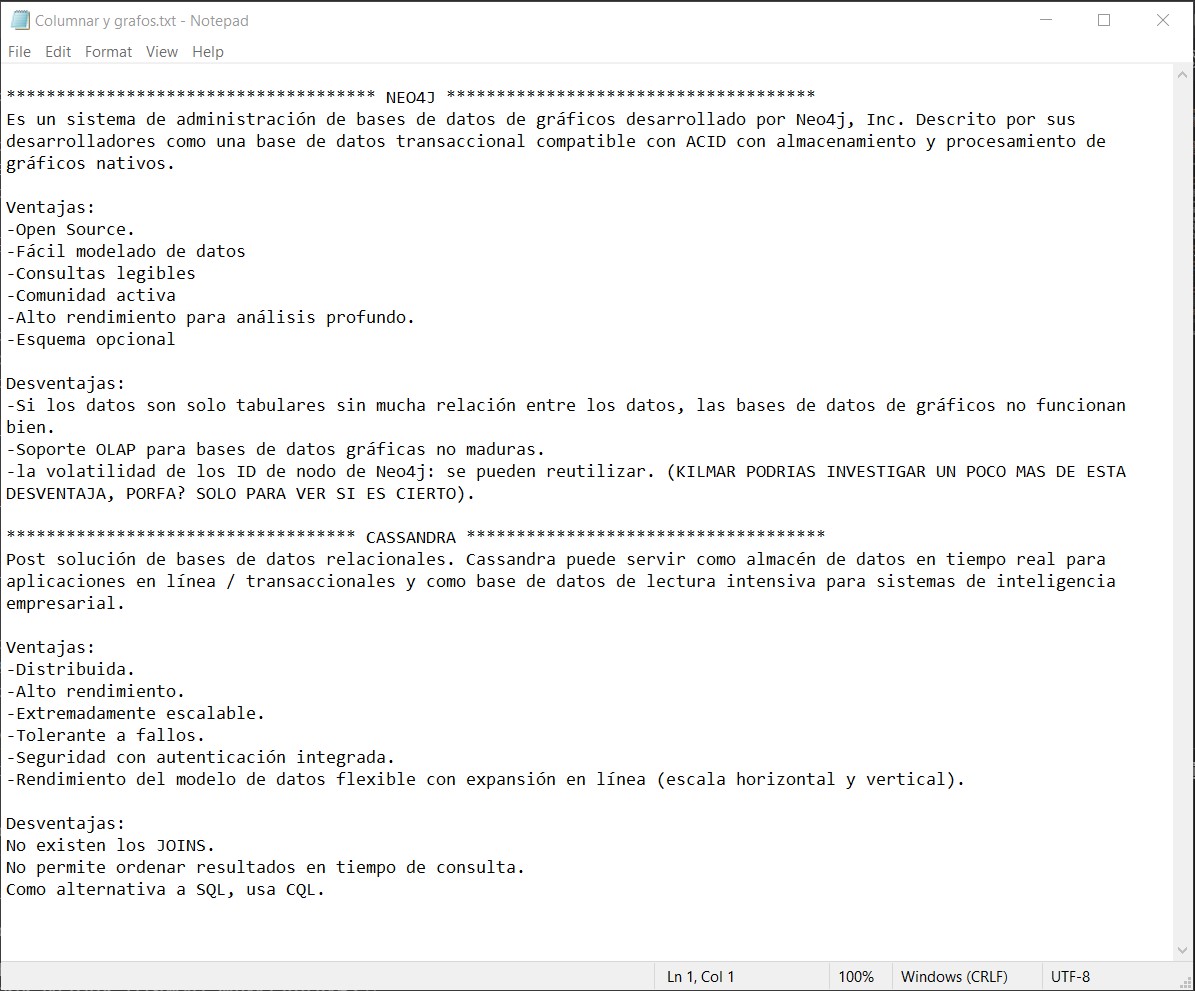 Columnar y grafos.txt - Notepad
File Edit Format View Help
************************************* NEO4J *************************************
Es un sistema de administración de bases de datos de gráficos desarrollado por Neo4j, Inc. Descrito por sus
desarrolladores como una base de datos transaccional compatible con ACID con almacenamiento y procesamiento de
gráficos nativos.
Ventajas:
-Open Source.
-Fácil modelado de datos
-Consultas legibles
-Comunidad activa
-Alto rendimiento para análisis profundo.
-Esquema opcional
Desventajas:
-Si los datos son solo tabulares sin mucha relación entre los datos, las bases de datos de gráficos no funcionan
bien.
-Soporte OLAP para bases de datos gráficas no maduras.
-la volatilidad de los ID de nodo de Neo4j: se pueden reutilizar. (KILMAR PODRIAS INVESTIGAR UN POCO MAS DE ESTA
DESVENTAJA, PORFA? SOLO PARA VER SI ES CIERTO).
*********************************** CASSANDRA ************************************
Post solución de bases de datos relacionales. Cassandra puede servir como almacén de datos en tiempo real para
aplicaciones en línea / transaccionales y como base de datos de lectura intensiva para sistemas de inteligencia
empresarial.
Ventajas:
-Distribuida.
-Alto rendimiento.
-Extremadamente escalable.
-Tolerante a fallos.
-Seguridad con autenticación integrada.
-Rendimiento del modelo de datos flexible con expansión en línea (escala horizontal y vertical).
Desventajas:
No existen los JOINS.
No permite ordenar resultados en tiempo de consulta.
Como alternativa a SQL, usa CQL.
Ln 1, Col 1 100% Windows (CRLF) UTF-8